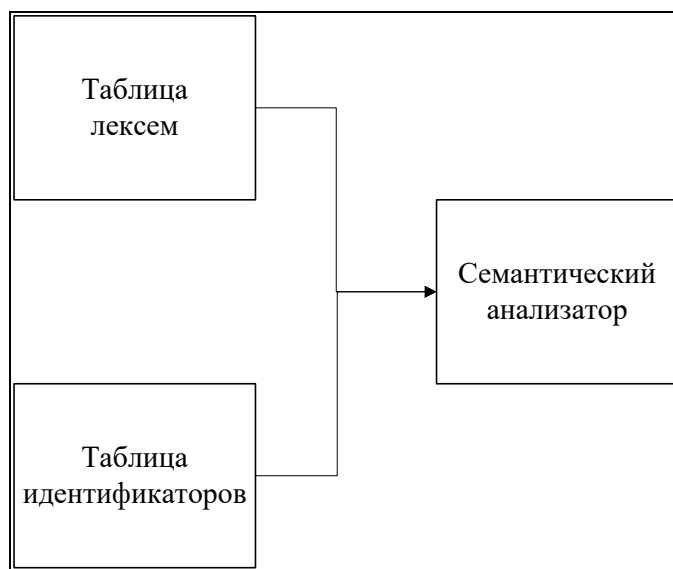 Таблица
лексем
Семантический
анализатор
Таблица
идентификаторов